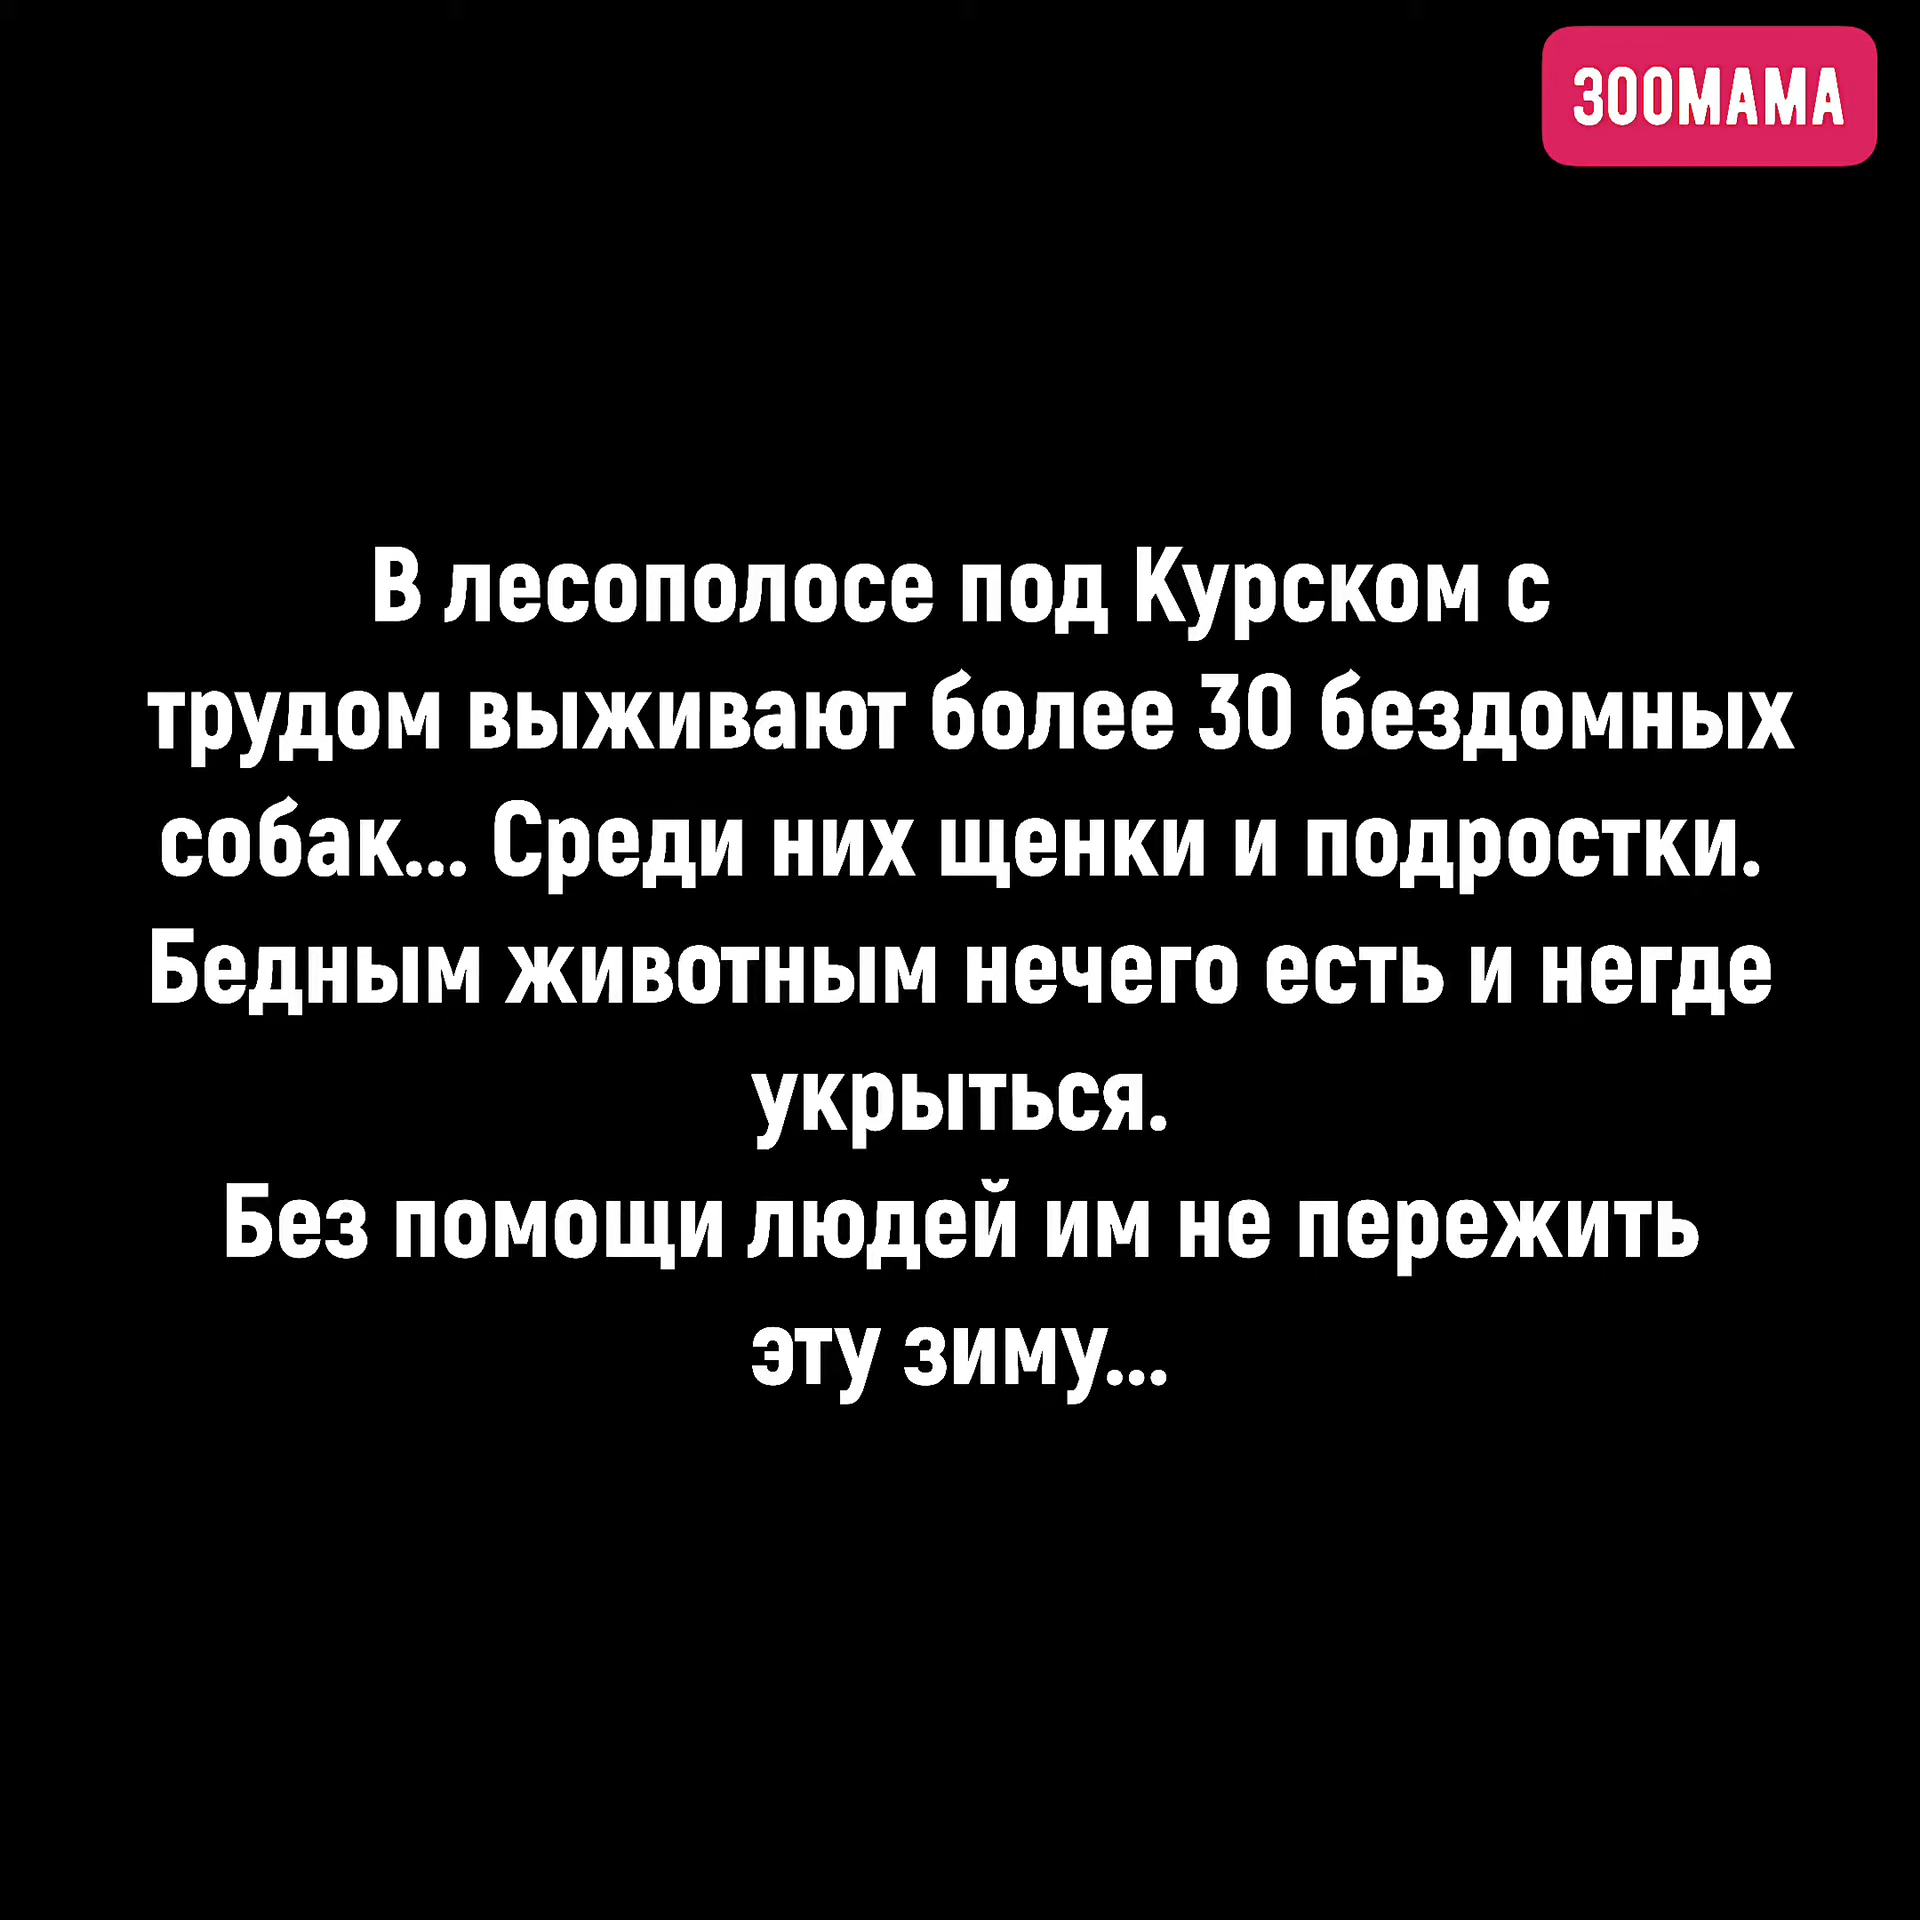 ЗООМАМА
В лесополосе под Курском с
трудом выживают более 30 бездомных
собак... Среди них щенки и подростки.
Бедным животным нечего есть и негде
укрыться.
Без помощи людей им не пережить
эту зиму...